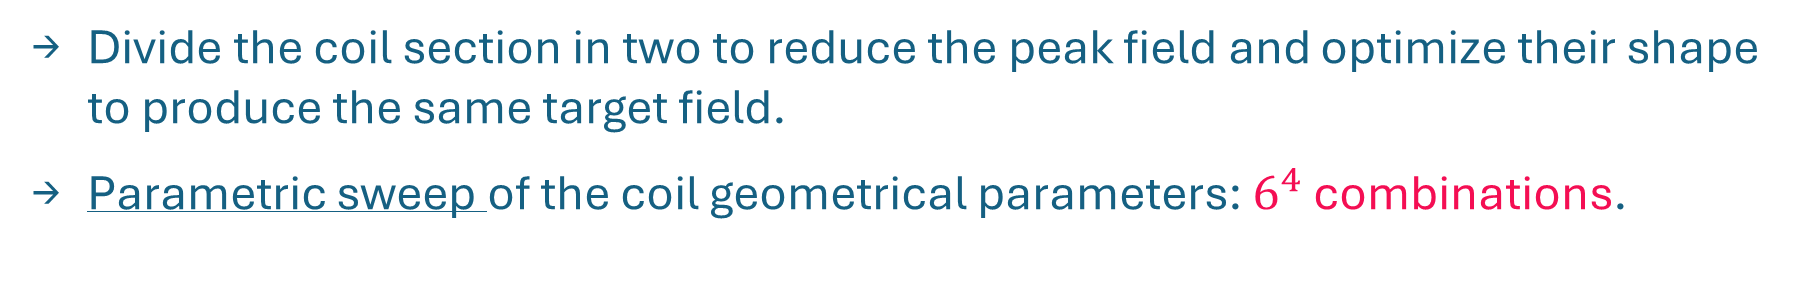 → Divide the coil section in two to reduce the peak field and optimize their shape
to produce the same target field.
→ Parametric sweep of the coil geometrical parameters: 6⁴ combinations.